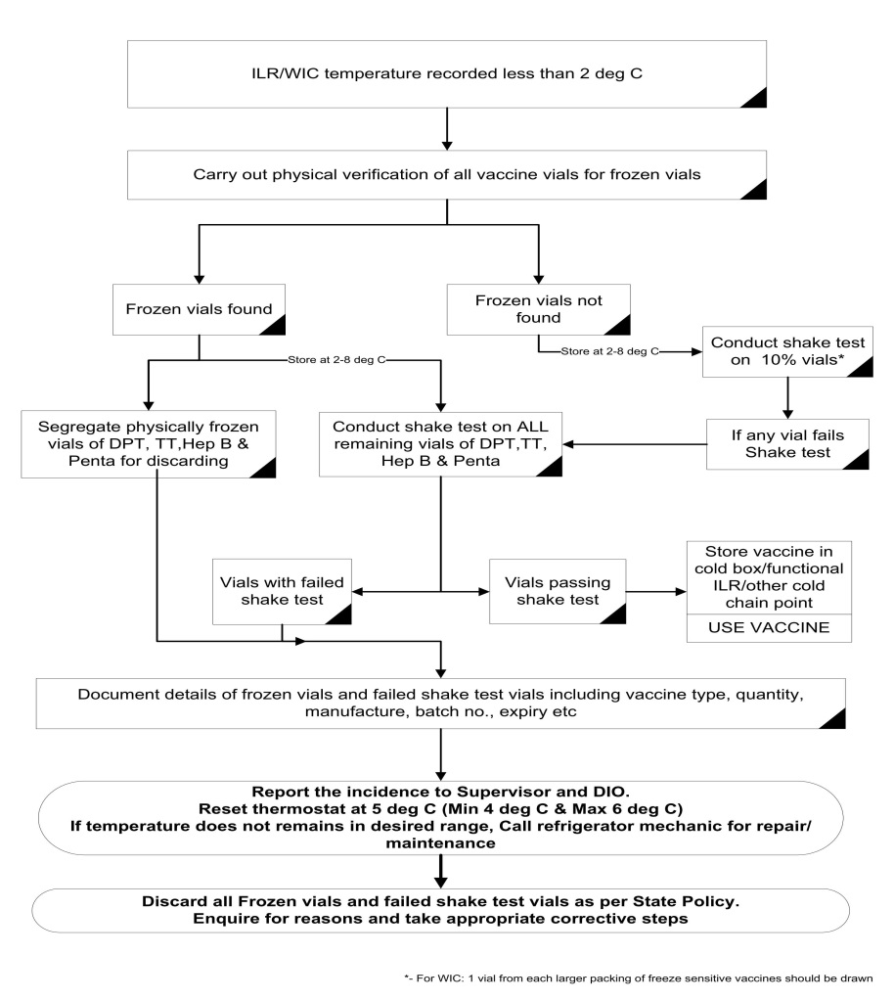 ILR/WIC temperature recorded less than 2 deg C
Carry out physical verification of all vaccine vials for frozen vials
Frozen vials found
Frozen vials not
found
Store at 2-8 deg C
Store at 2-8 deg C
Conduct shake test
on 10% vials*
Segregate physically frozen
vials of DPT, TT,Hep B &
Penta for discarding
Conduct shake test on ALL
remaining vials of DPT,TT,
Hep B & Penta
If any vial fails
Shake test
Vials with failed
shake test
Vials passing
shake test
Store vaccine in
cold box/functional
ILR/other cold
chain point
USE VACCINE
Document details of frozen vials and failed shake test vials including vaccine type, quantity,
manufacture, batch no., expiry etc
Report the incidence to Supervisor and DIO.
Reset thermostat at 5 deg C (Min 4 deg C & Max 6 deg C)
If temperature does not remains in desired range, Call refrigerator mechanic for repair/
maintenance
Discard all Frozen vials and failed shake test vials as per State Policy.
Enquire for reasons and take appropriate corrective steps
*- For WIC: 1 vial from each larger packing of freeze sensitive vaccines should be drawn